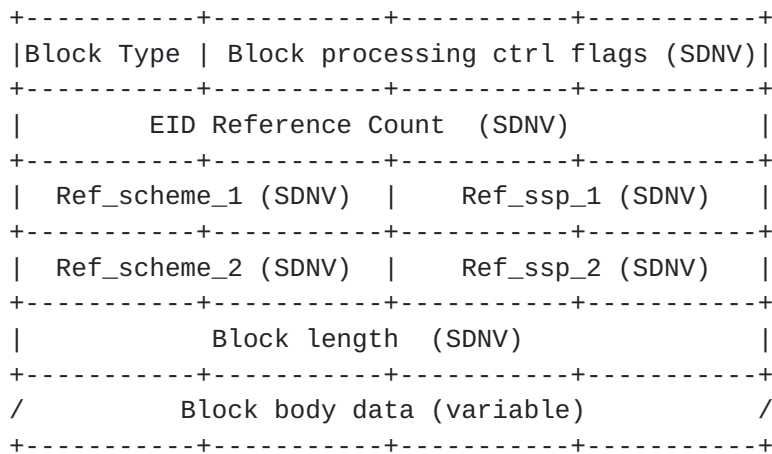 +-----------+-----------+-----------+-----------+
|Block Type | Block processing ctrl flags (SDNV)|
+-----------+-----------+-----------+-----------+
|        EID Reference Count  (SDNV)            |
+-----------+-----------+-----------+-----------+
|  Ref_scheme_1 (SDNV)  |    Ref_ssp_1 (SDNV)   |
+-----------+-----------+-----------+-----------+
|  Ref_scheme_2 (SDNV)  |    Ref_ssp_2 (SDNV)   |
+-----------+-----------+-----------+-----------+
|            Block length  (SDNV)               |
+-----------+-----------+-----------+-----------+
/          Block body data (variable)           /
+-----------+-----------+-----------+-----------+